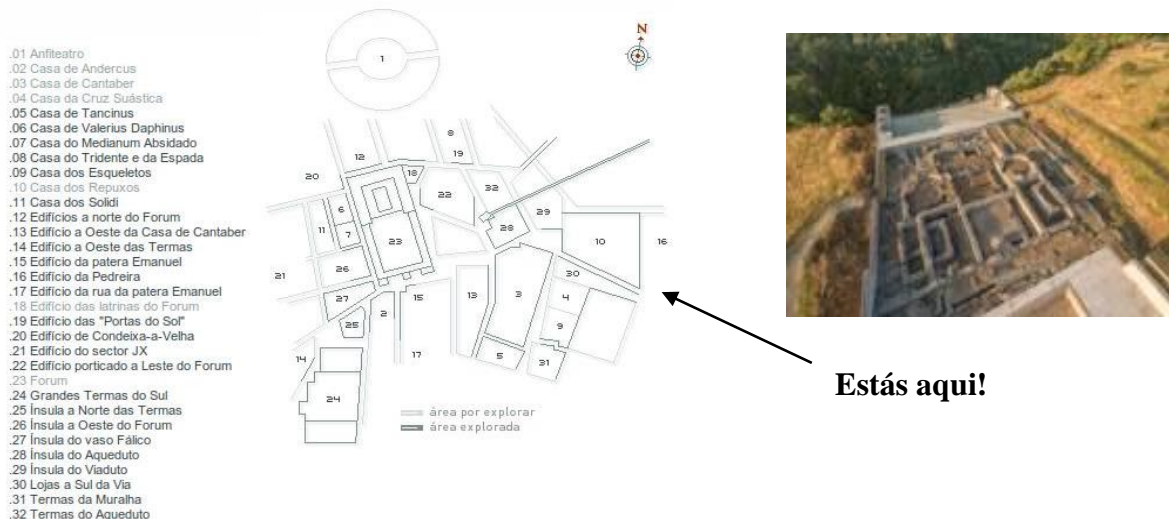 .01 Anfiteatro
.02 Casa de Andercus
.03 Casa de Cantaber
.04 Casa da Cruz Suástica
.05 Casa de Tancinus
.06 Casa de Valerius Daphinus
.07 Casa do Medianum Absidado
.08 Casa do Tridente e da Espada
.09 Casa dos Esqueletos
.10 Casa dos Repuxos
.11 Casa dos Solidi
.12 Edifícios a norte do Forum
.13 Edifício a Oeste da Casa de Cantaber
.14 Edifício a Oeste das Termas
.15 Edifício da patera Emanuel
.16 Edifício da Pedreira
.17 Edifício da rua da patera Emanuel
.18 Edifício das latrinas do Forum
.19 Edifício das "Portas do Sol"
.20 Edifício de Condeixa-a-Velha
.21 Edifício do sector JX
.22 Edifício porticado a Leste do Forum
.23 Forum
.24 Grandes Termas do Sul
.25 Ínsula a Norte das Termas
.26 Ínsula a Oeste do Forum
.27 Ínsula do vaso Fálico
.28 Ínsula do Aqueduto
.29 Ínsula do Viaduto
.30 Lojas a Sul da Via
.31 Termas da Muralha
.32 Termas do Aqueduto
N
1
8
12
19
20
18
22
32
6
29
11
7
23
28
10
16
26
21
30
27
15
13
3
4
2
25
9
14
17
5
31
24
área por explorar
área explorada
Estás aqui!